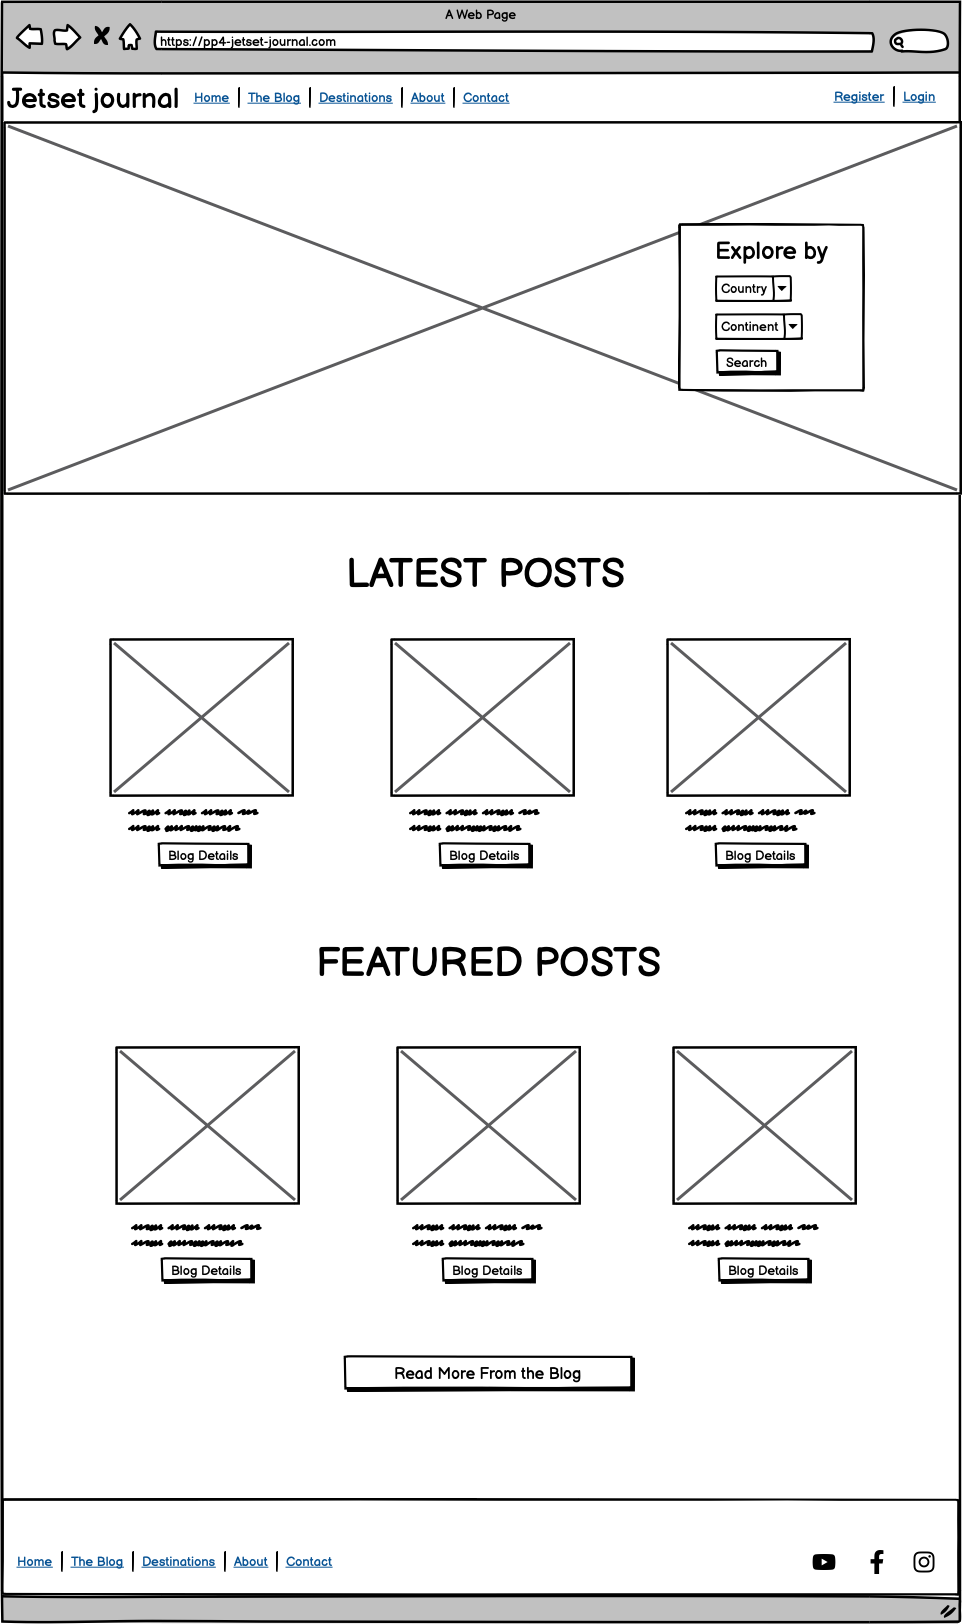 A Web Page
https://pp4-jetset-journal.com
Jetset journal Home The Blog Destinations About Contact Register Login
Explore by
Country
Continent
Search
LATEST POSTS
Blog Details Blog Details Blog Details
FEATURED POSTS
Blog Details Blog Details Blog Details
Read More From the Blog
Home The Blog Destinations About Contact